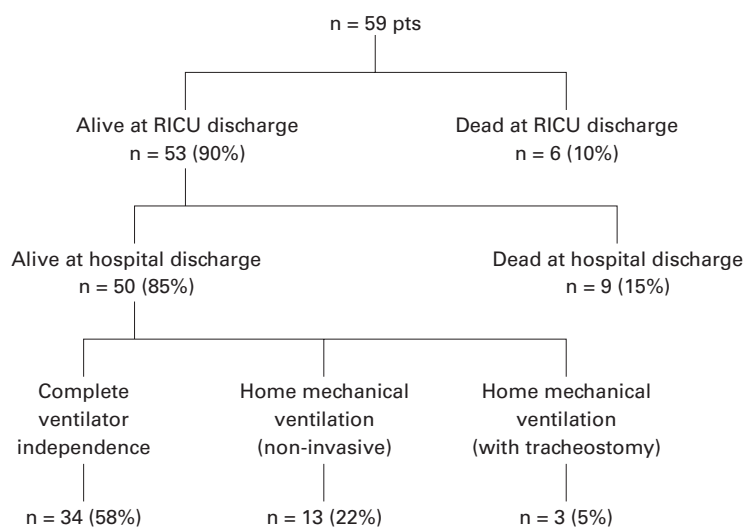 n = 59 pts
Alive at RICU discharge
n = 53 (90%)
Dead at RICU discharge
n = 6 (10%)
Alive at hospital discharge
n = 50 (85%)
Dead at hospital discharge
n = 9 (15%)
Complete
ventilator
independence
n = 34 (58%)
Home mechanical
ventilation
(non-invasive)
n = 13 (22%)
Home mechanical
ventilation
(with tracheostomy)
n = 3 (5%)